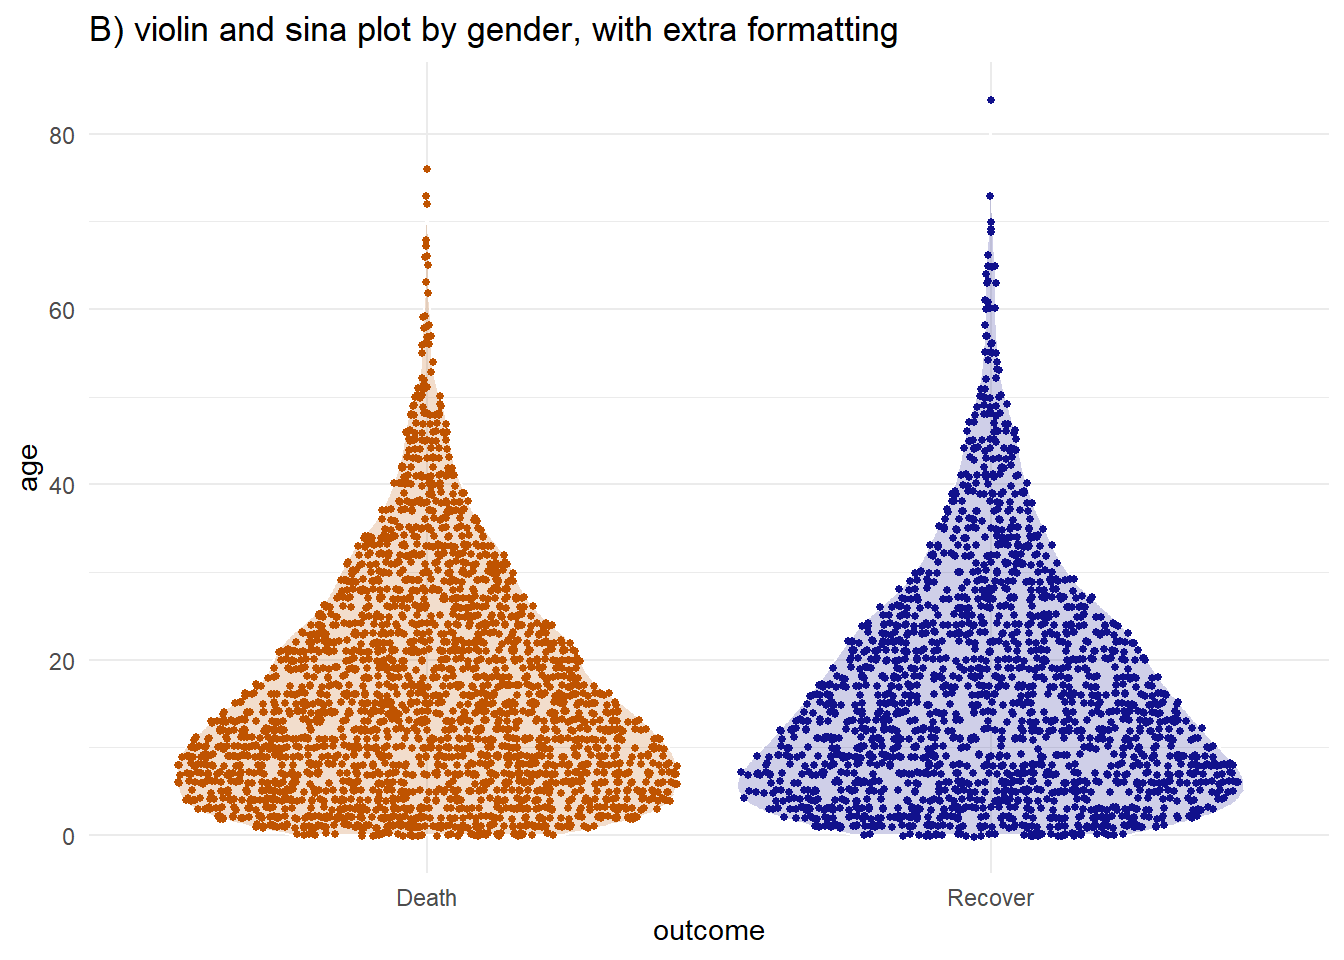 B) violin and sina plot by gender, with extra formatting
80
60
40
20
0
age
Death
Recover
outcome